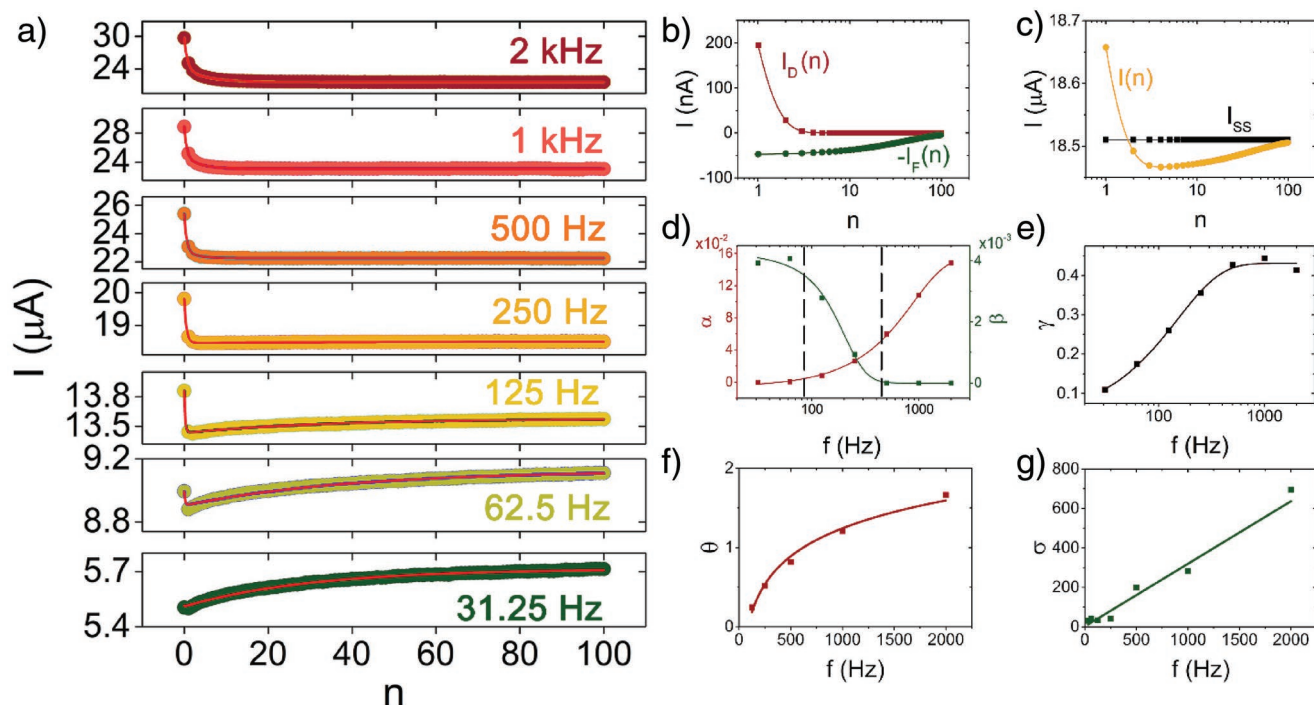 a)
30
24
2 kHz
28
24
1 kHz
26
24
22
500 Hz
20
18
250 Hz
13.8
13.5
125 Hz
9.2
8.8
62.5 Hz
5.7
5.4
31.25 Hz
0 20 40 60 80 100
n
I (μA)
b)
200
100
0
-100
I (nA)
I_D(n)
-I_F(n)
1 10 100
n
c)
18.7
18.6
18.5
I (μA)
I(n)
I_SS
1 10 100
n
d)
x10⁻²
16
12
8
4
0
α
x10⁻³
4
2
0
β
100 1000
f (Hz)
e)
0.4
0.3
0.2
0.1
γ
100 1000
f (Hz)
f)
2
1
0
θ
0 500 1000 1500 2000
f (Hz)
g)
800
700
600
500
400
300
200
100
0
σ
0 500 1000 1500 2000
f (Hz)